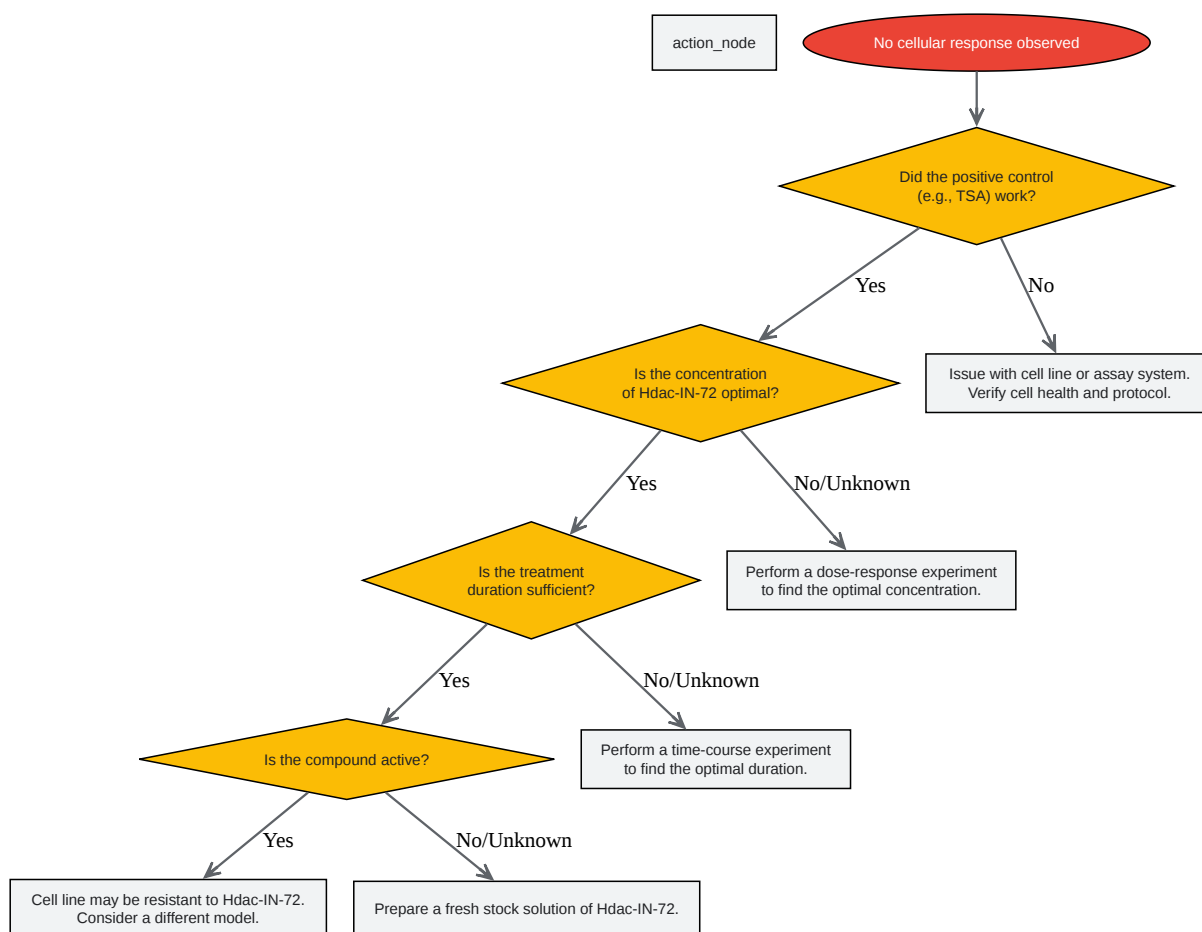 action_node
No cellular response observed
Did the positive control
(e.g., TSA) work?
Yes
No
Is the concentration
of Hdac-IN-72 optimal?
Issue with cell line or assay system.
Verify cell health and protocol.
Yes
No/Unknown
Is the treatment
duration sufficient?
Perform a dose-response experiment
to find the optimal concentration.
Yes
No/Unknown
Is the compound active?
Perform a time-course experiment
to find the optimal duration.
Yes
No/Unknown
Cell line may be resistant to Hdac-IN-72.
Consider a different model.
Prepare a fresh stock solution of Hdac-IN-72.